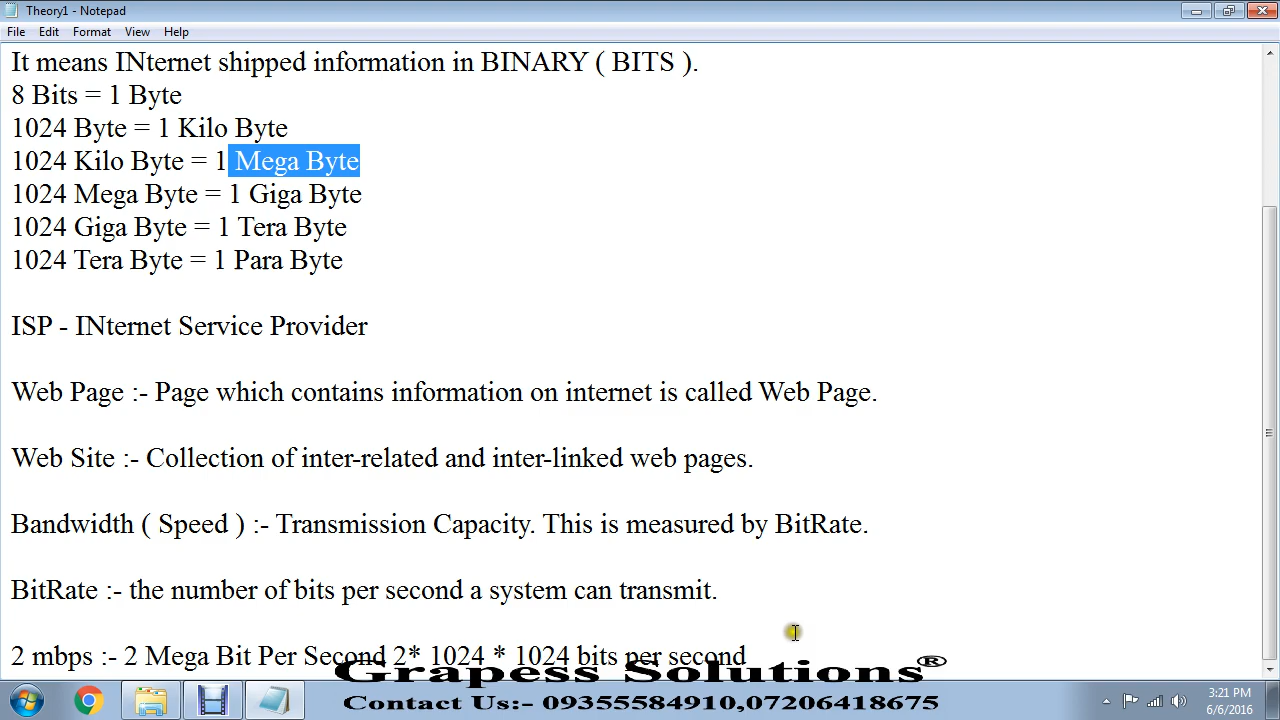 Theory1 - Notepad
File Edit Format View Help
It means INternet shipped information in BINARY ( BITS ).
8 Bits = 1 Byte
1024 Byte = 1 Kilo Byte
1024 Kilo Byte = 1 Mega Byte
1024 Mega Byte = 1 Giga Byte
1024 Giga Byte = 1 Tera Byte
1024 Tera Byte = 1 Para Byte
ISP - INternet Service Provider
Web Page :- Page which contains information on internet is called Web Page.
Web Site :- Collection of inter-related and inter-linked web pages.
Bandwidth ( Speed ) :- Transmission Capacity. This is measured by BitRate.
BitRate :- the number of bits per second a system can transmit.
2 mbps :- 2 Mega Bit Per Second 2* 1024 * 1024 bits per second
Grapess Solutions®
Contact Us:- 09355584910,07206418675
3:21 PM
6/6/2016